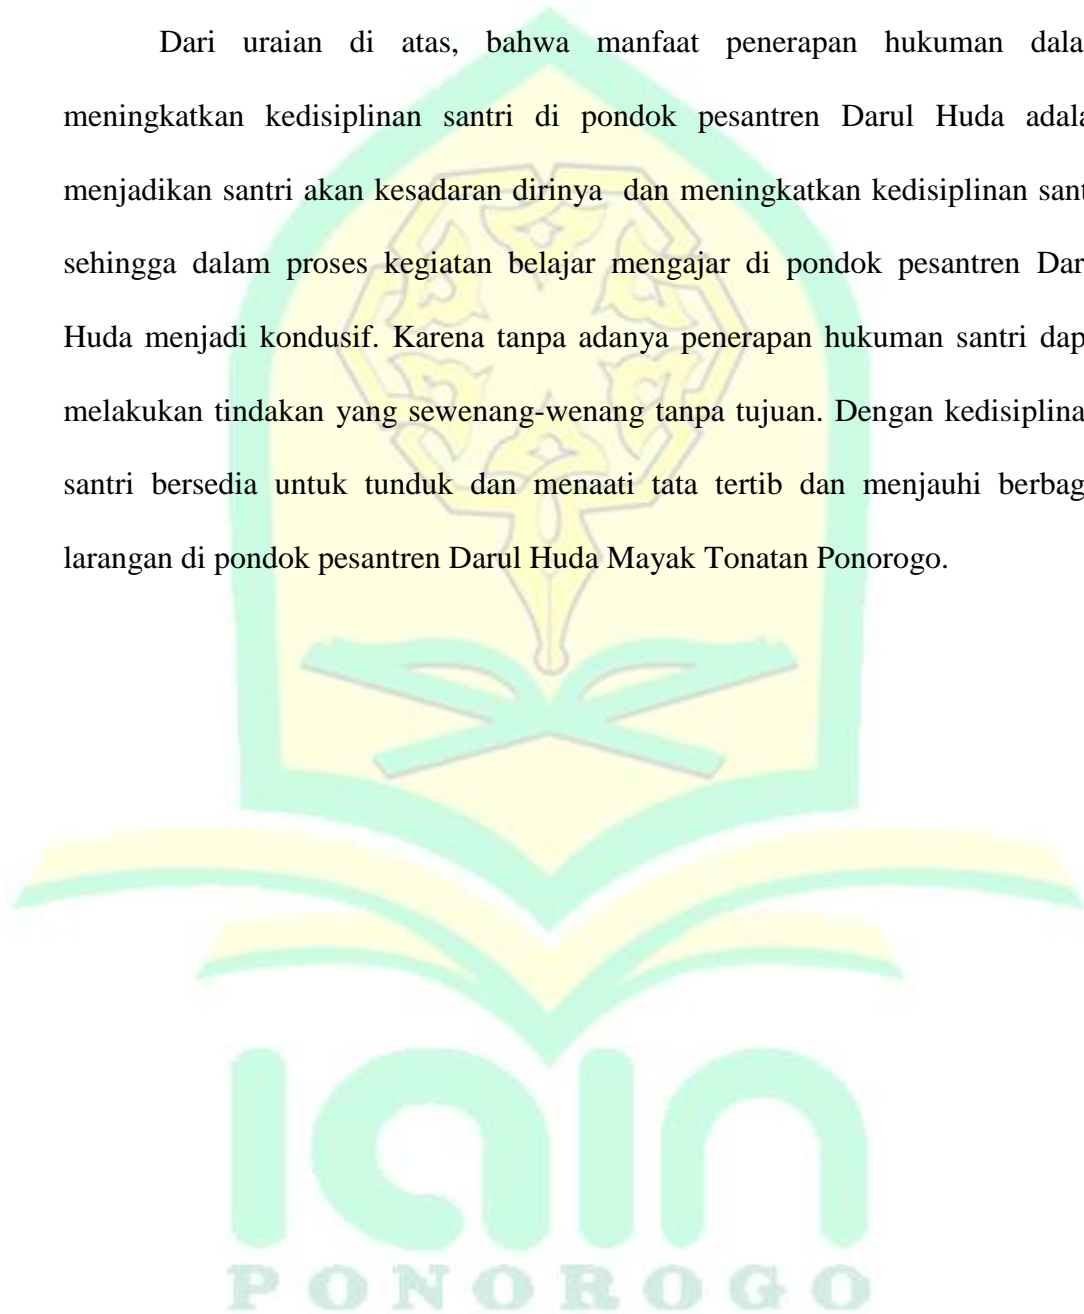 Dari uraian di atas, bahwa manfaat penerapan hukuman dala
meningkatkan kedisiplinan santri di pondok pesantren Darul Huda adala
menjadikan santri akan kesadaran dirinya dan meningkatkan kedisiplinan sant
sehingga dalam proses kegiatan belajar mengajar di pondok pesantren Dar
Huda menjadi kondusif. Karena tanpa adanya penerapan hukuman santri dap
melakukan tindakan yang sewenang-wenang tanpa tujuan. Dengan kedisiplina
santri bersedia untuk tunduk dan menaati tata tertib dan menjauhi berbag
larangan di pondok pesantren Darul Huda Mayak Tonatan Ponorogo.
iain
PONOROGO